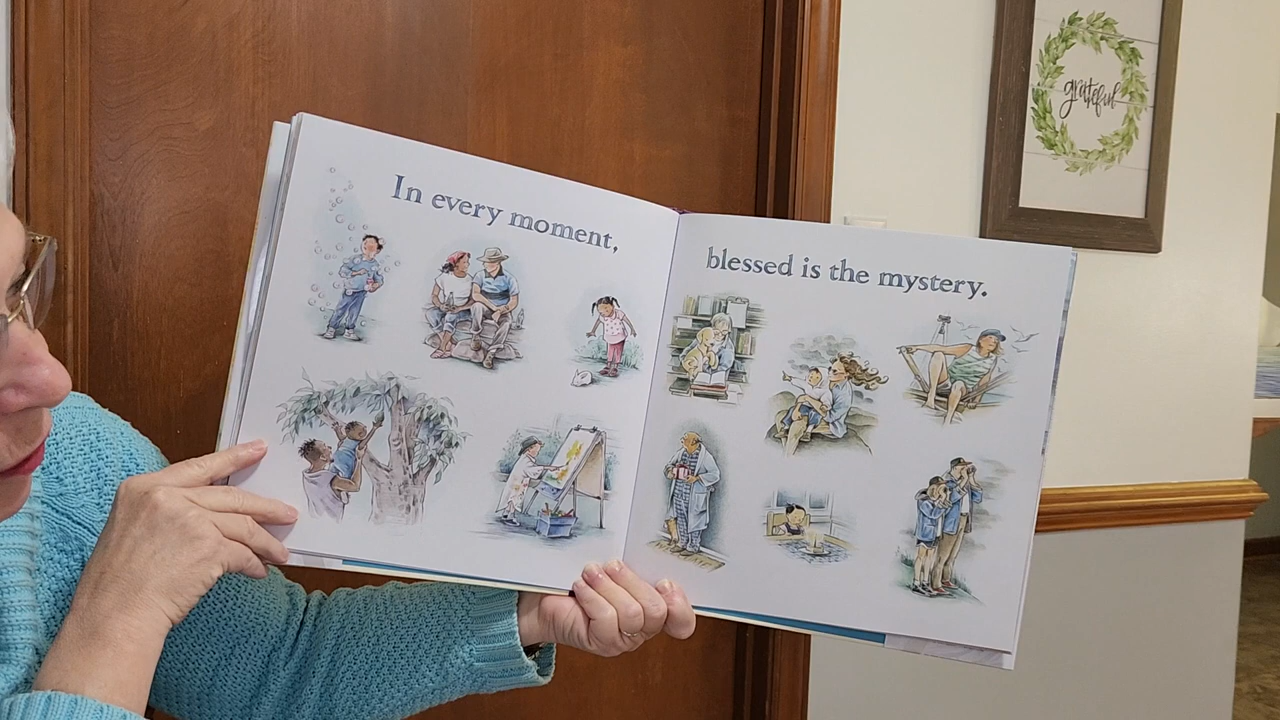 In every moment,
blessed is the mystery.
grateful